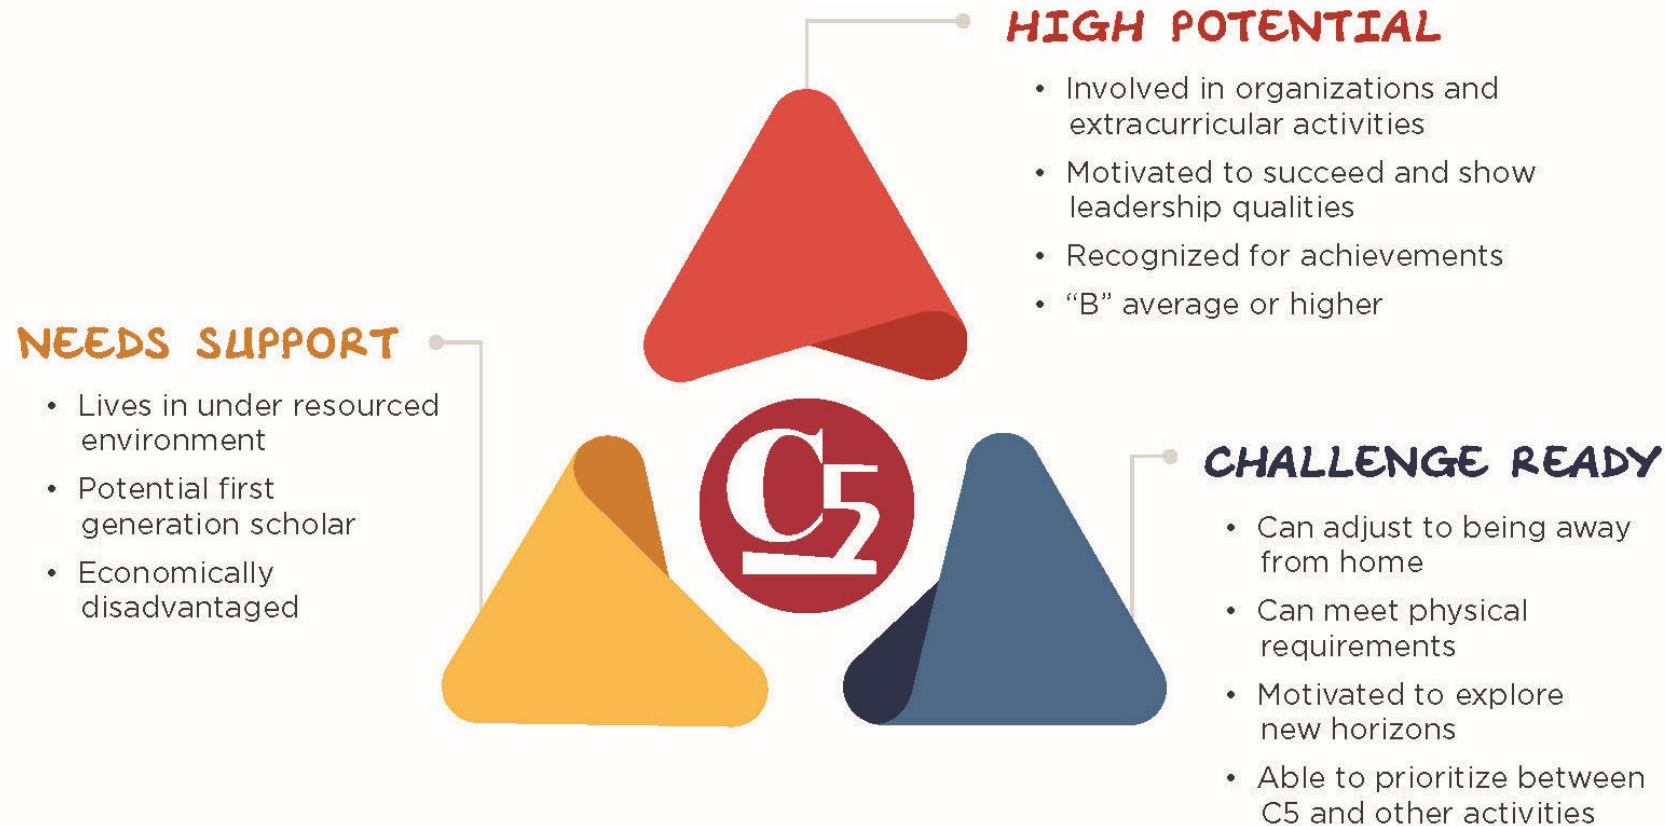 HIGH POTENTIAL
• Involved in organizations and
extracurricular activities
• Motivated to succeed and show
leadership qualities
• Recognized for achievements
• “B” average or higher
NEEDS SUPPORT
• Lives in under resourced
environment
• Potential first
generation scholar
• Economically
disadvantaged
C5
CHALLENGE READY
• Can adjust to being away
from home
• Can meet physical
requirements
• Motivated to explore
new horizons
• Able to prioritize between
C5 and other activities